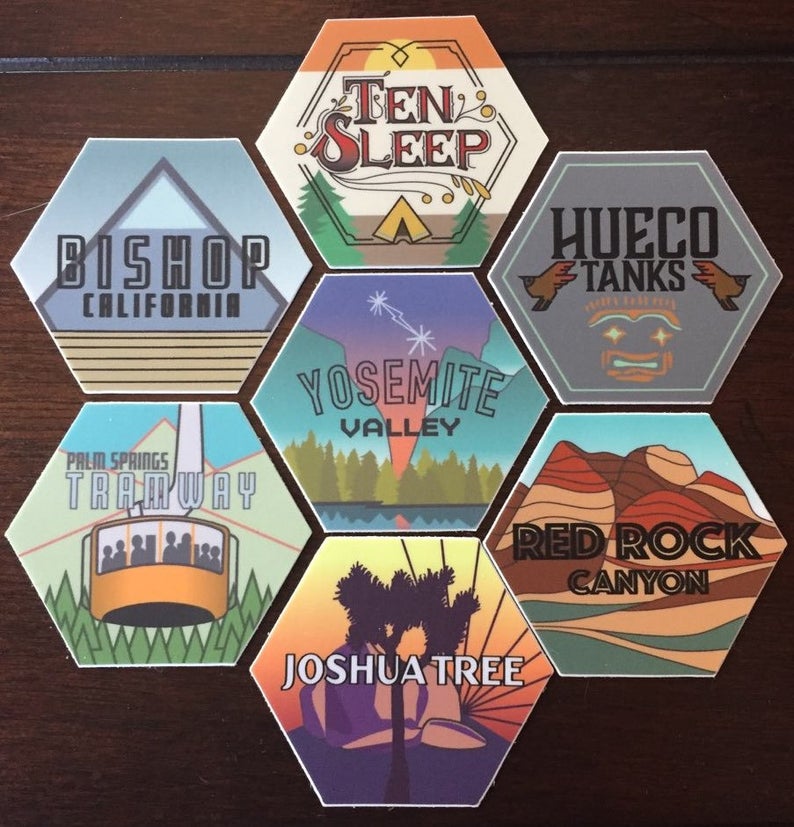 TEN
SLEEP
BISHOP
CALIFORNIA
HUECO
TANKS
YOSEMITE
VALLEY
PALM SPRINGS
TRAMWAY
RED ROCK
CANYON
JOSHUA TREE